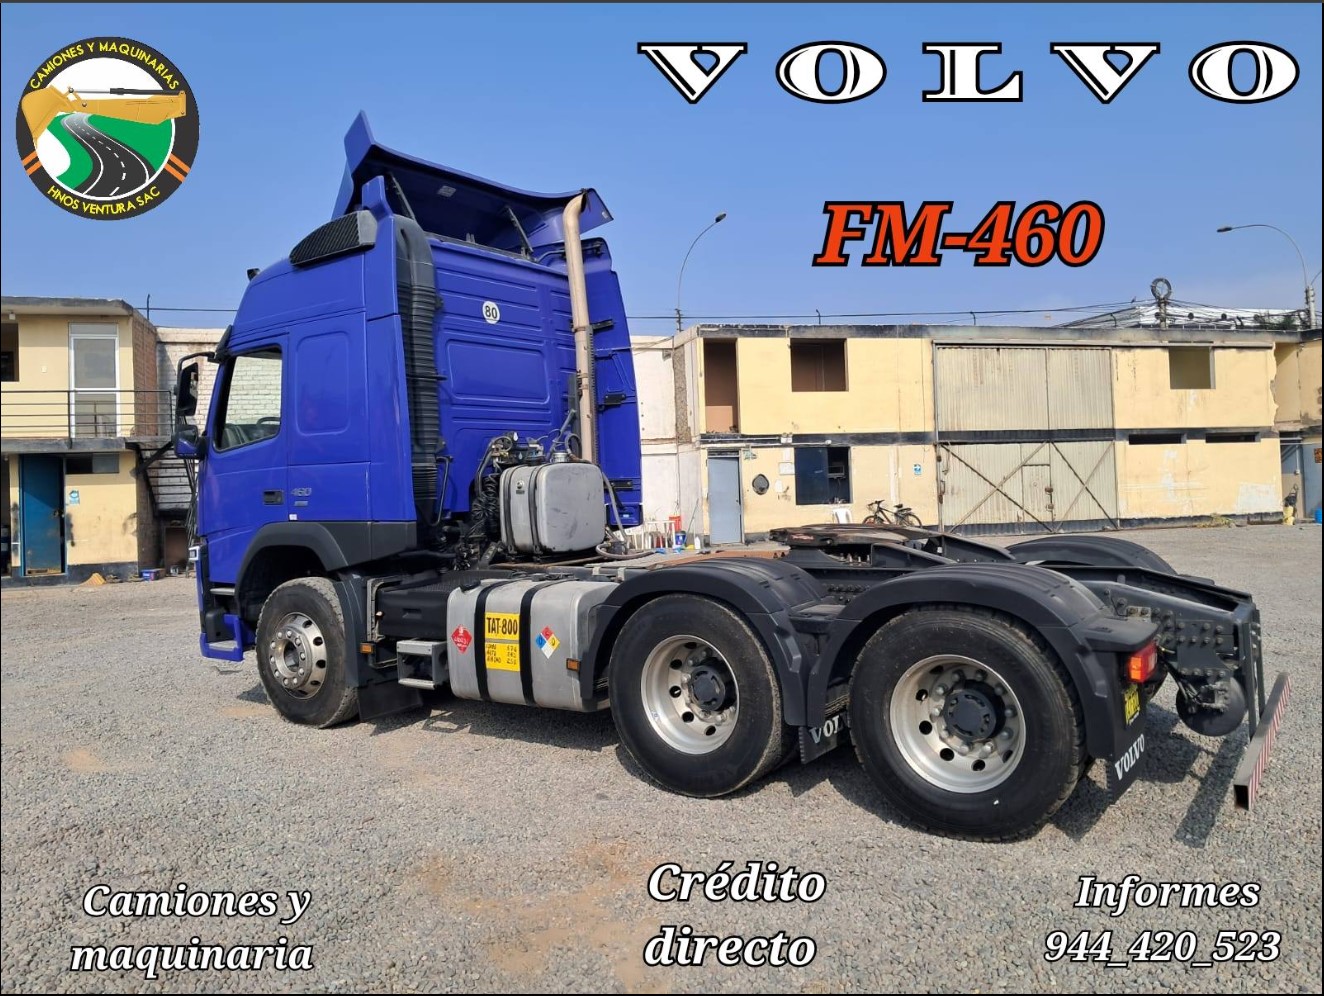 CAMIONES Y MAQUINARIAS
HNOS VENTURA SAC
VOLVO
FM-460
80
460
TAT-800
VOLVO
VOLVO
Camiones y
maquinaria
Crédito
directo
Informes
944_420_523